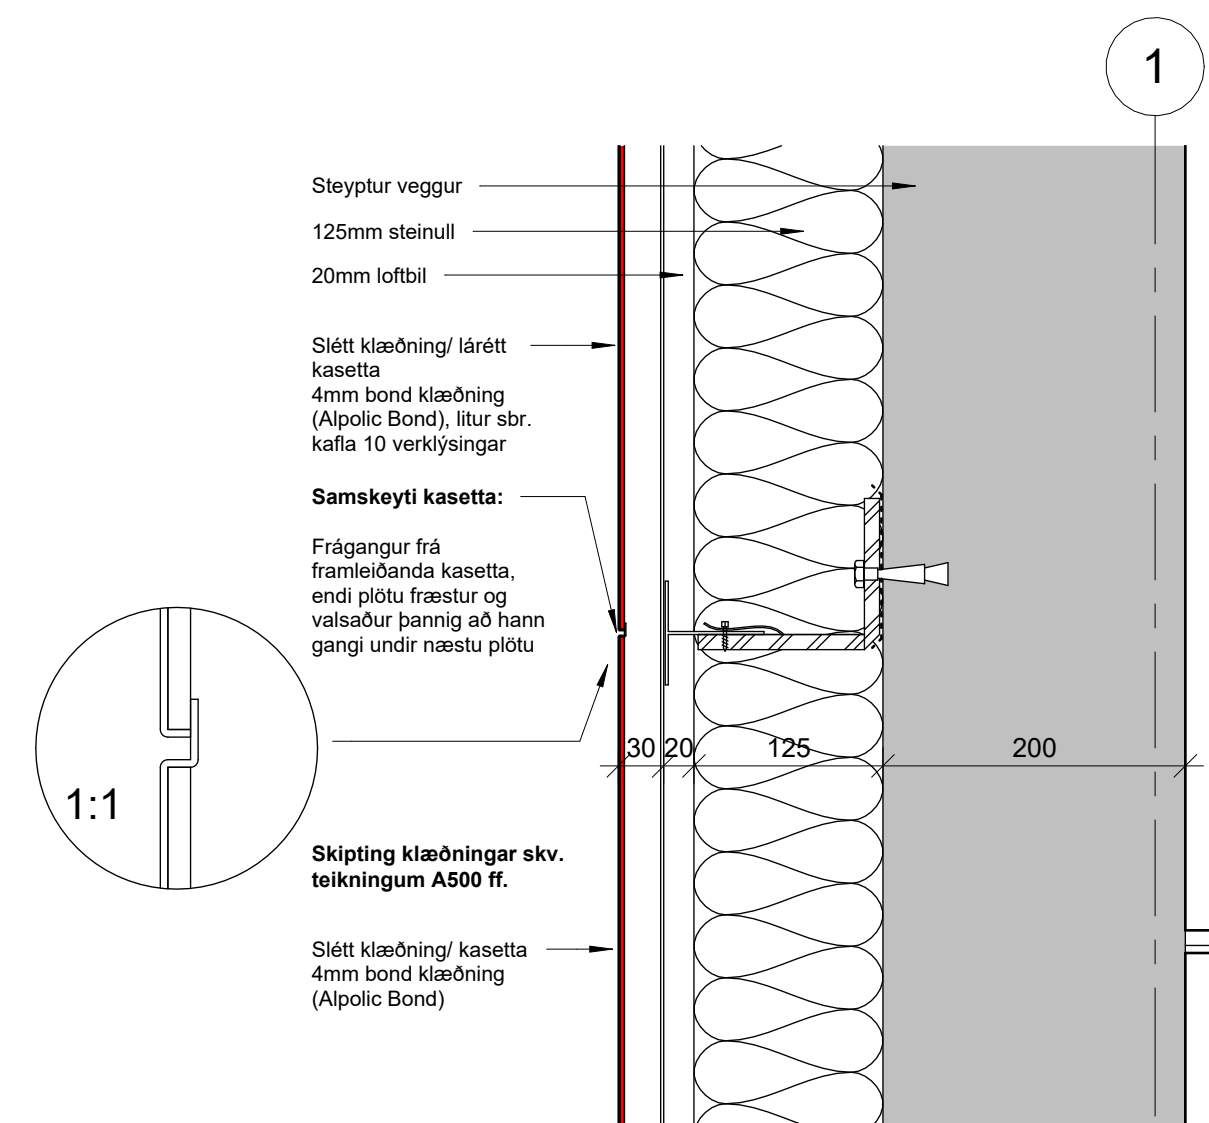 1
Steyptur veggur
125mm steinull
20mm loftbil
Slétt klæðning/ lárétt
kasetta
4mm bond klæðning
(Alpolic Bond), litur sbr.
kafla 10 verklýsingar
Samskeyti kasetta:
Frágangur frá
framleiðanda kasetta,
endi plötu fræstur og
valsaður þannig að hann
gangi undir næstu plötu
30 20 125 200
1:1
Skipting klæðningar skv.
teikningum A500 ff.
Slétt klæðning/ kasetta
4mm bond klæðning
(Alpolic Bond)